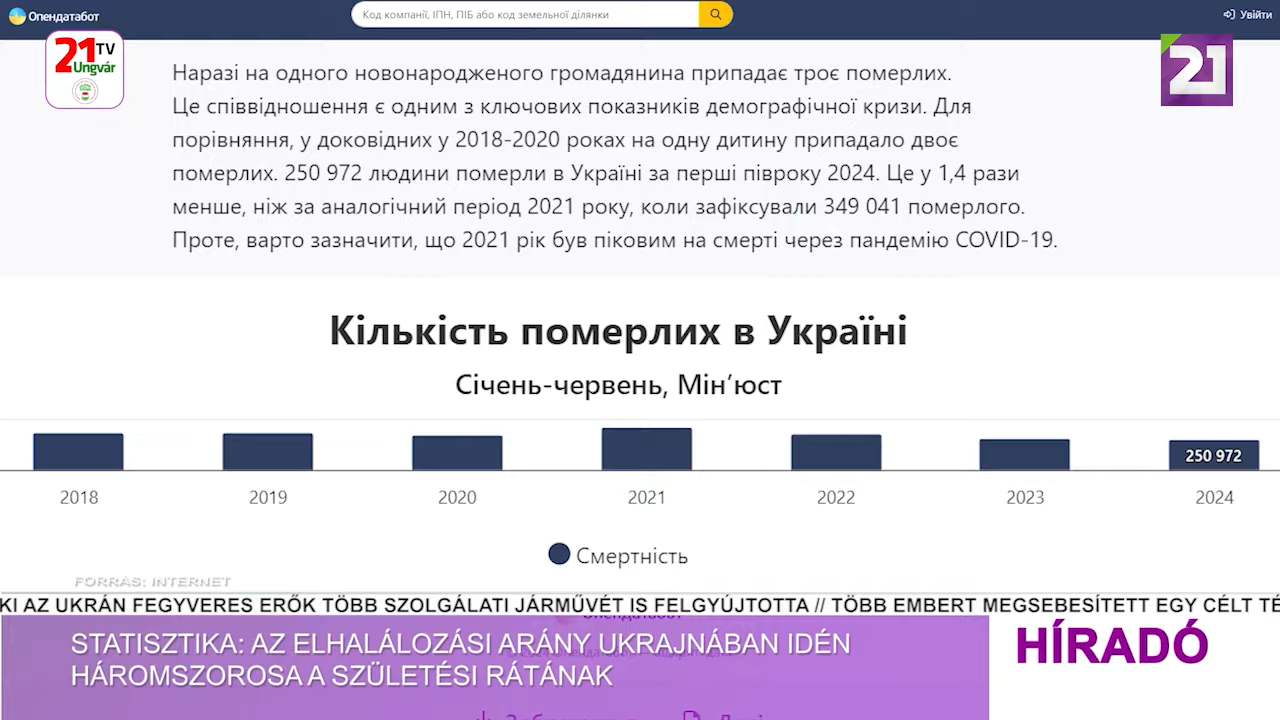 Опендатабот
Код компанії, ІПН, ПІБ або код земельної ділянки
Увійти
21 TV
Ungvár
21
Наразі на одного новонародженого громадянина припадає троє померлих.
Це співвідношення є одним з ключових показників демографічної кризи. Для
порівняння, у доковідних у 2018-2020 роках на одну дитину припадало двоє
померлих. 250 972 людини померли в Україні за перші півроку 2024. Це у 1,4 рази
менше, ніж за аналогічний період 2021 року, коли зафіксували 349 041 померлого.
Проте, варто зазначити, що 2021 рік був піковим на смерті через пандемію COVID-19.
Кількість померлих в Україні
Січень-червень, Мін’юст
250 972
2018 2019 2020 2021 2022 2023 2024
Смертність
FORRÁS: INTERNET
KI AZ UKRÁN FEGYVERES ERŐK TÖBB SZOLGÁLATI JÁRMŰVÉT IS FELGYÚJTOTTA // TÖBB EMBERT MEGSEBESÍTETT EGY CÉLT TÉ
Опендатабот
STATISZTIKA: AZ ELHALÁLOZÁSI ARÁNY UKRAJNÁBAN IDÉN
HÁROMSZOROSA A SZÜLETÉSI RÁTÁNAK
HÍRADÓ